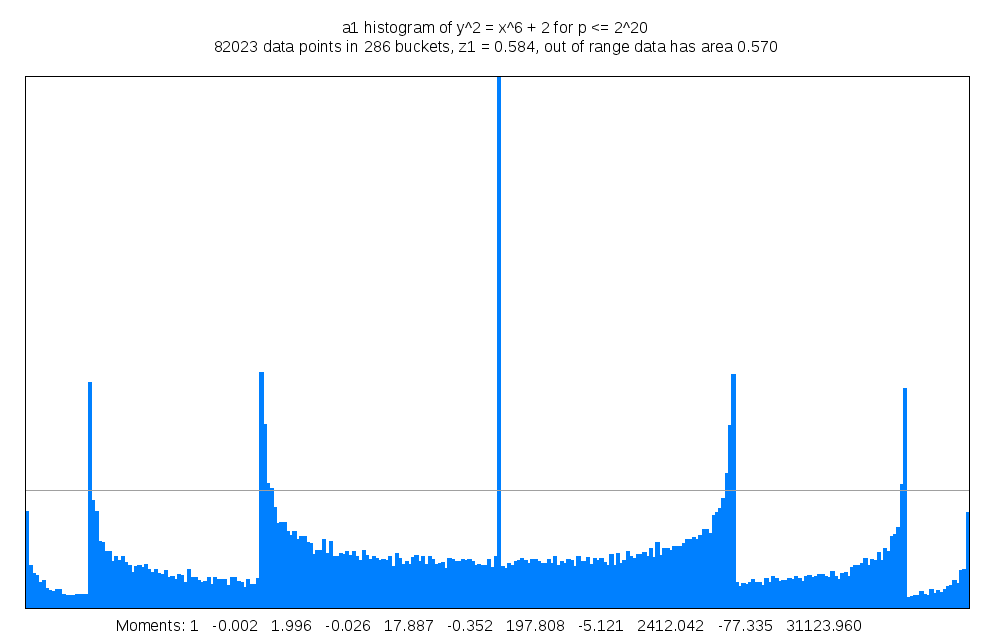 a1 histogram of y^2 = x^6 + 2 for p <= 2^20
82023 data points in 286 buckets, z1 = 0.584, out of range data has area 0.570
Moments: 1 -0.002 1.996 -0.026 17.887 -0.352 197.808 -5.121 2412.042 -77.335 31123.960